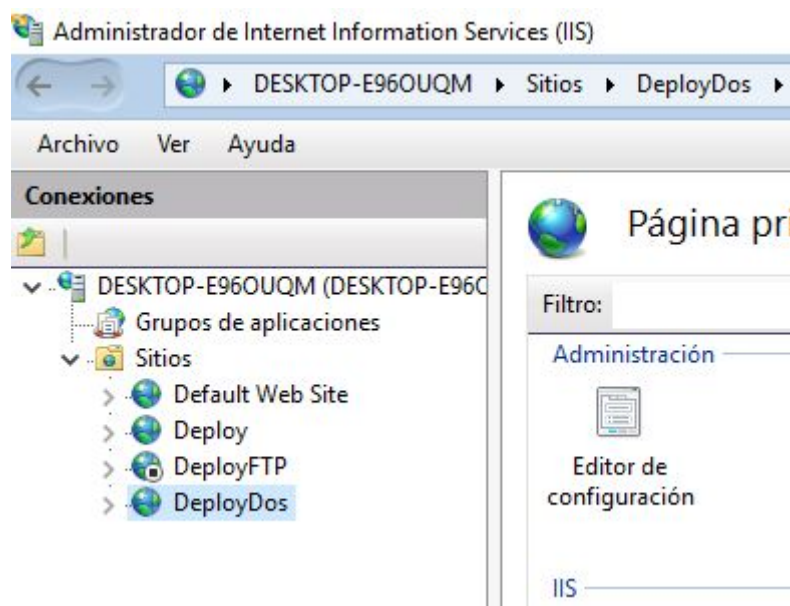 Administrador de Internet Information Services (IIS)
DESKTOP-E96OUQM Sitios DeployDos
Archivo Ver Ayuda
Conexiones
Página pri
DESKTOP-E96OUQM (DESKTOP-E96C
Filtro:
Grupos de aplicaciones
Sitios
Administración
Default Web Site
Deploy
DeployFTP
Editor de
configuración
DeployDos
IIS